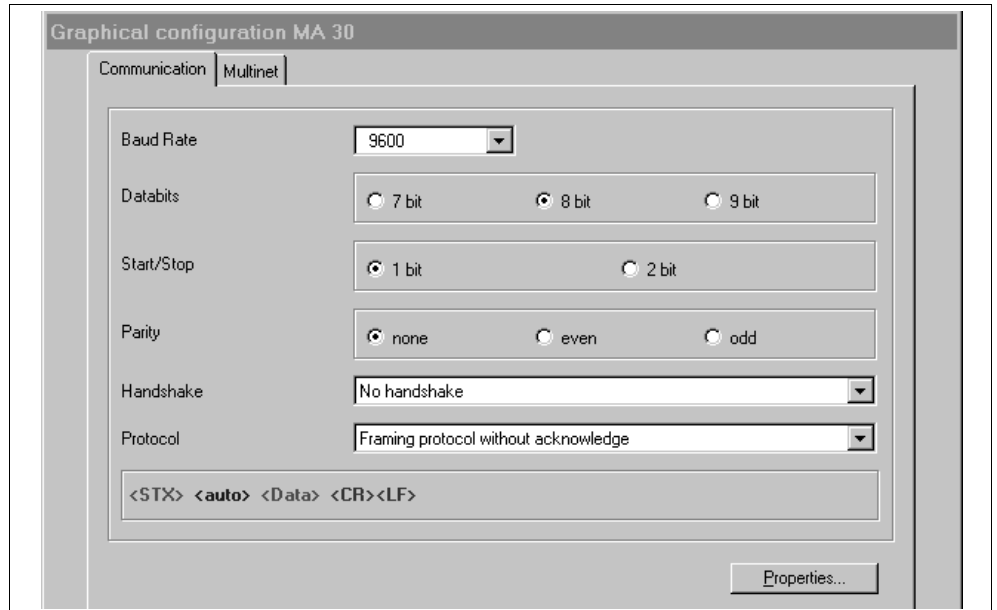 Graphical configuration MA 30
Communication Multinet
Baud Rate 9600
Databits 7 bit 8 bit 9 bit
Start/Stop 1 bit 2 bit
Parity none even odd
Handshake No handshake
Protocol Framing protocol without acknowledge
<STX> <auto> <Data> <CR><LF>
Properties...